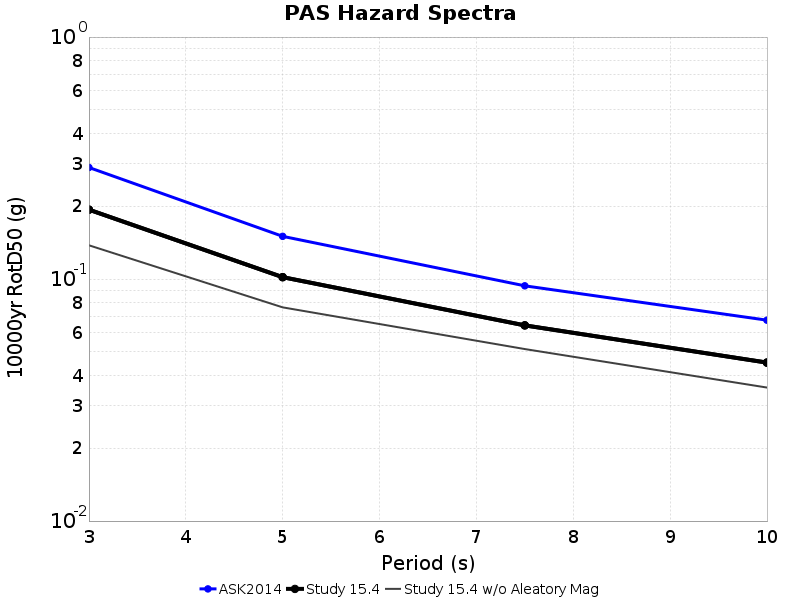 PAS Hazard Spectra
10000yr RotD50 (g)
10^0
8
6
4
3
2
10^-1
8
6
4
3
2
10^-2
3 4 5 6 7 8 9 10
Period (s)
ASK2014 Study 15.4 Study 15.4 w/o Aleatory Mag